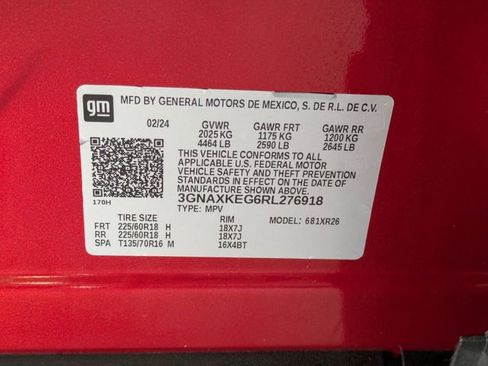 gm MFD BY GENERAL MOTORS DE MEXICO, S. DE R.L. DE C.V.
02/24 GVWR GAWR FRT GAWR RR
2025 KG 1175 KG 1200 KG
4464 LB 2590 LB 2645 LB
THIS VEHICLE CONFORMS TO ALL
APPLICABLE U.S. FEDERAL MOTOR
VEHICLE SAFETY AND THEFT PREVENTION
STANDARDS IN EFFECT ON THE DATE OF
MANUFACTURE SHOWN ABOVE.
170H 3GNAXKEG6RL276918
TYPE: MPV MODEL: 681XR26
TIRE SIZE RIM
FRT 225/60R18 H 18X7J
RR 225/60R18 H 18X7J
SPA T135/70R16 M 16X4BT